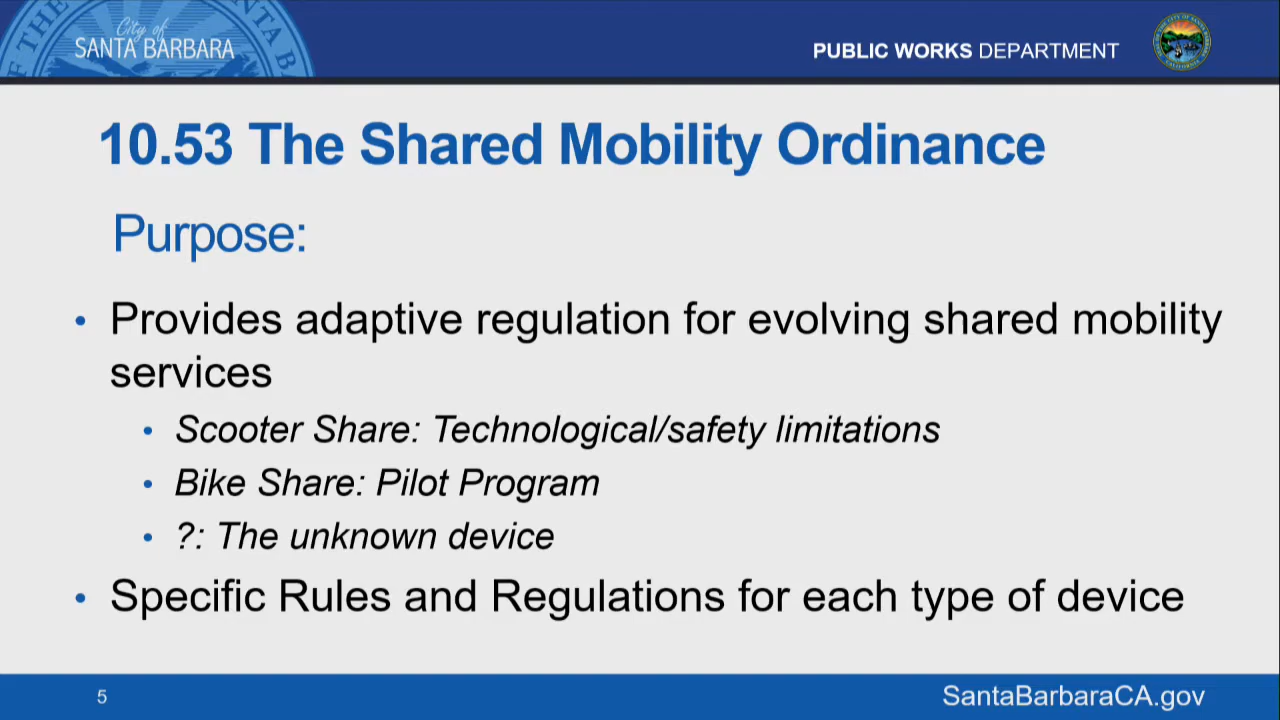 City of
SANTA BARBARA
PUBLIC WORKS DEPARTMENT
10.53 The Shared Mobility Ordinance
Purpose:
• Provides adaptive regulation for evolving shared mobility
services
• Scooter Share: Technological/safety limitations
• Bike Share: Pilot Program
• ?: The unknown device
• Specific Rules and Regulations for each type of device
5
SantaBarbaraCA.gov